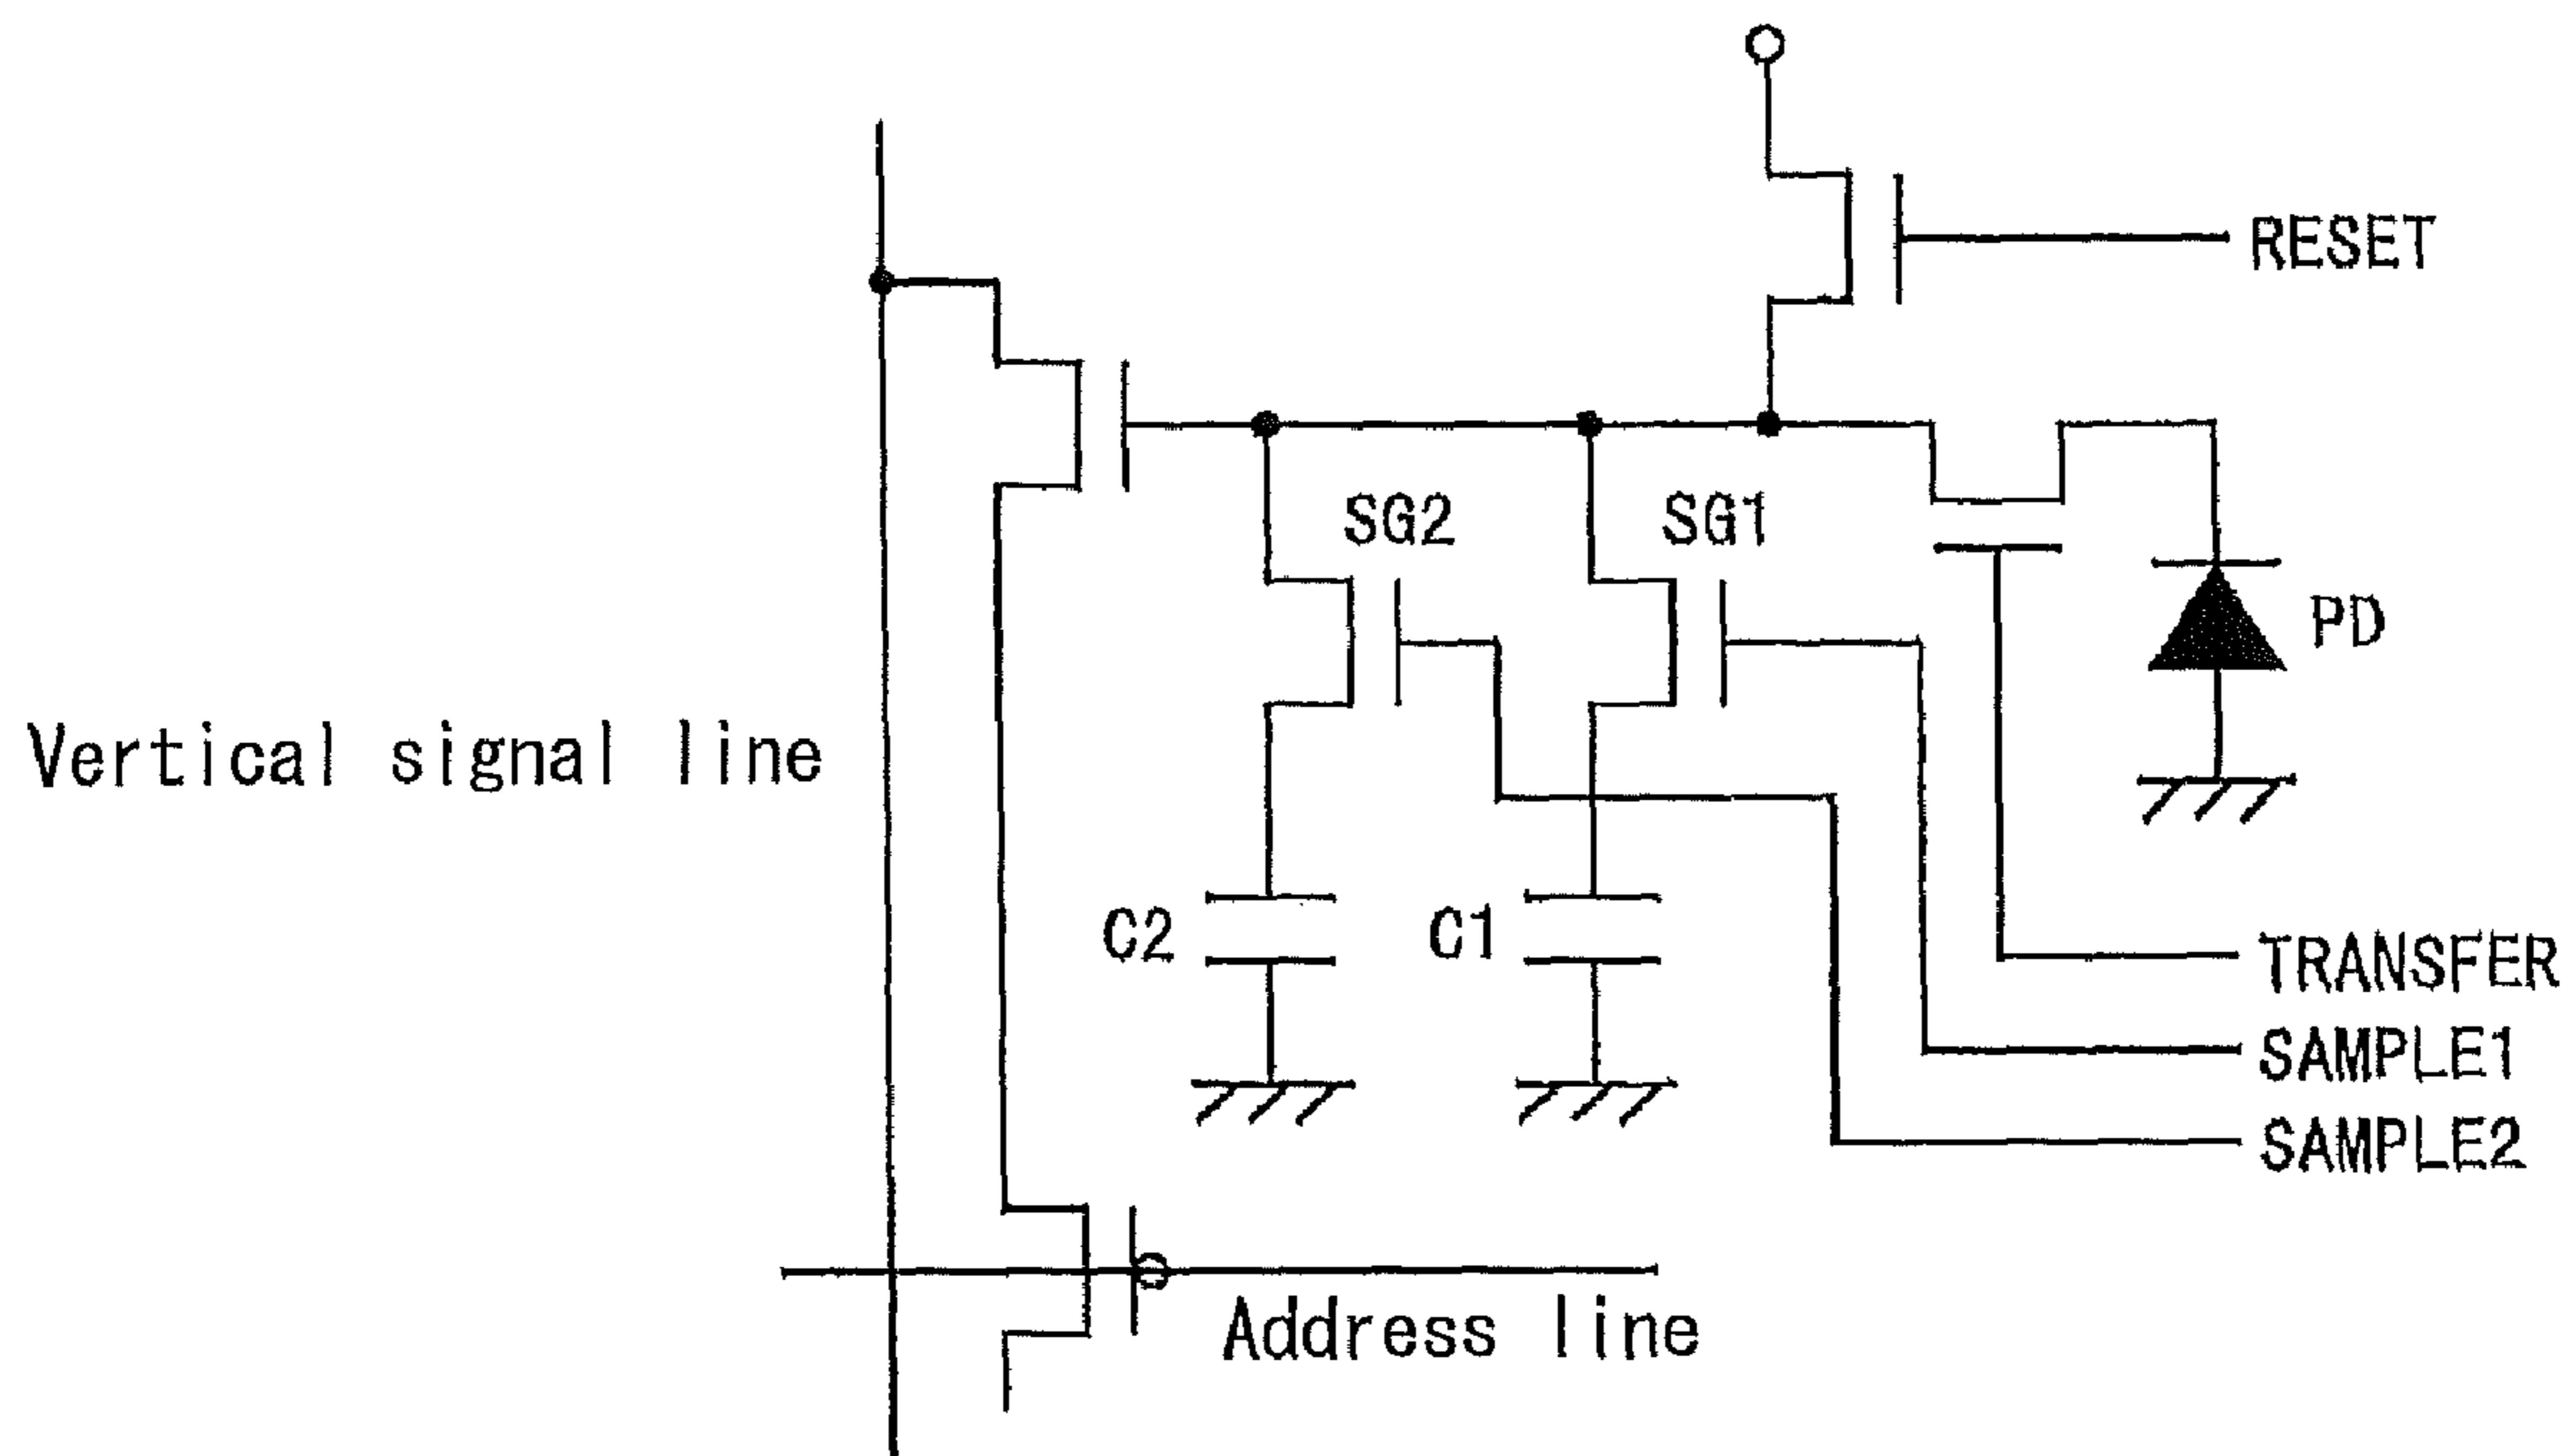 RESET
SG2
SG1
PD
Vertical signal line
C2
C1
TRANSFER
SAMPLE1
SAMPLE2
Address line